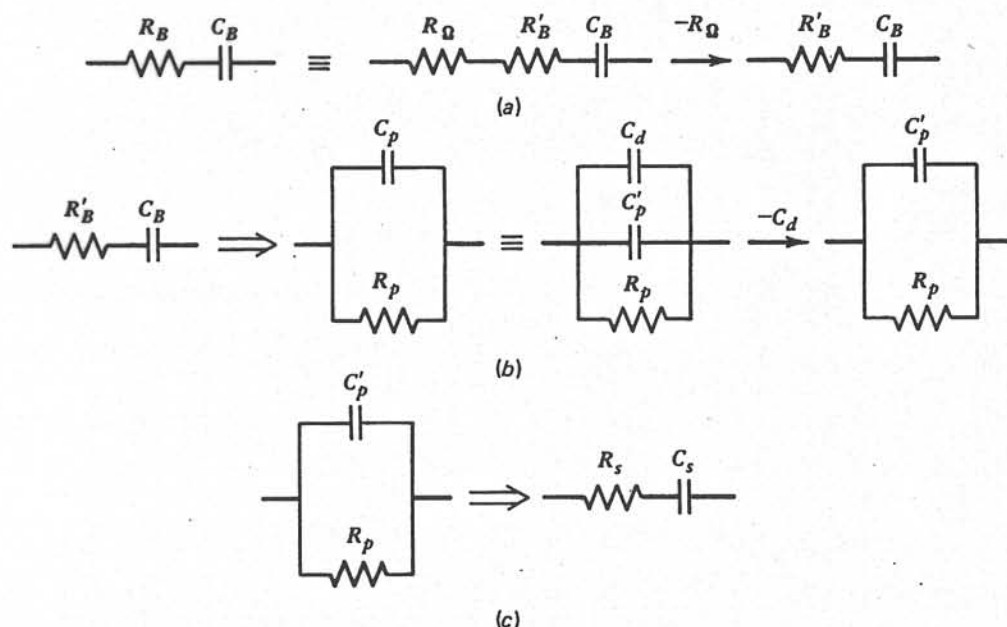 R_B C_B ≡ R_Ω R'_B C_B −R_Ω R'_B C_B
(a)
C_p C_d C'_p
R'_B C_B C'_p −C_d
≡
R_p R_p R_p
(b)
C'_p
R_s C_s
R_p
(c)